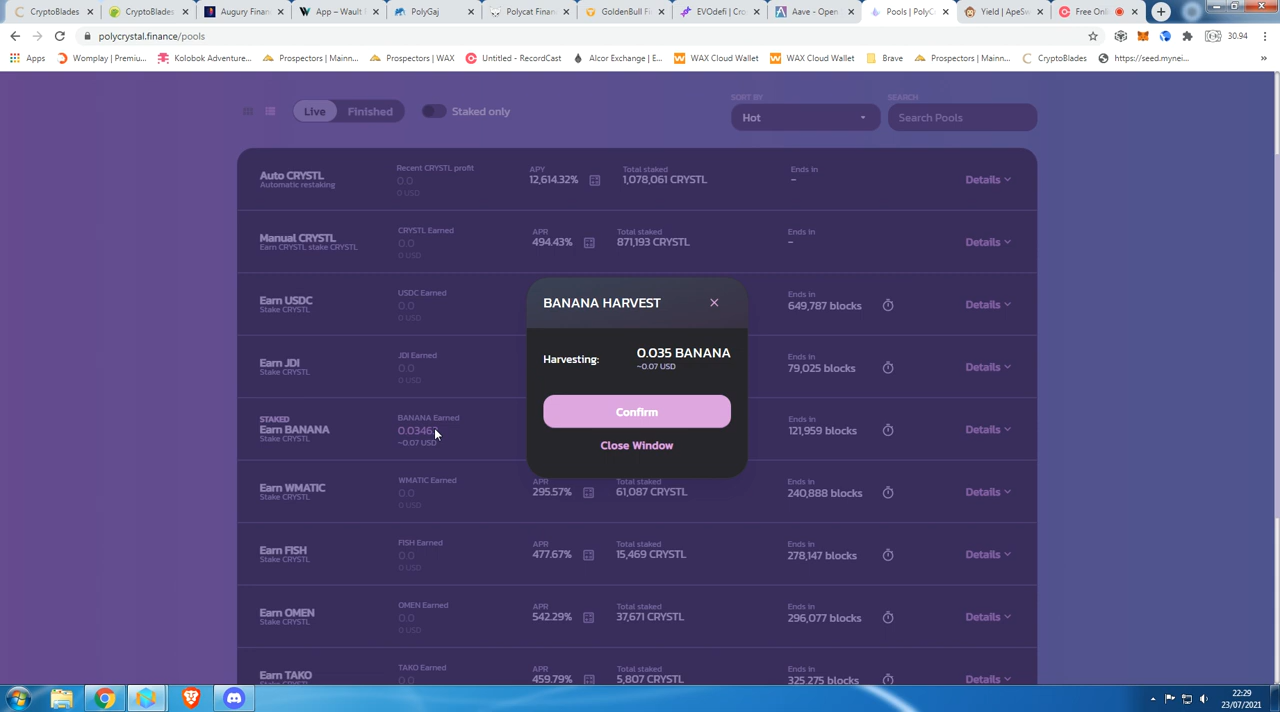 CryptoBlades
CryptoBlades
Augury Finan
App – Wault
PolyGaj
Polycat Finan
GoldenBull Fi
EVOdefi | Cro
Aave - Open
Pools | PolyC
Yield | ApeSw
Free Onli
polycrystal.finance/pools
30.94
Apps
Womplay | Premiu...
Kolobok Adventure...
Prospectors | Mainn...
Prospectors | WAX
Untitled - RecordCast
Alcor Exchange | E...
WAX Cloud Wallet
WAX Cloud Wallet
Brave
Prospectors | Mainn...
CryptoBlades
https://seed.mynei...
»
Live
Finished
Staked only
SORT BY
Hot
SEARCH
Search Pools
Auto CRYSTL
Automatic restaking
Recent CRYSTL profit
0.0
0 USD
APY
12,614.32%
Total staked
1,078,061 CRYSTL
Ends in
-
Details
Manual CRYSTL
Earn CRYSTL stake CRYSTL
CRYSTL Earned
0.0
0 USD
APR
494.43%
Total staked
871,193 CRYSTL
Ends in
-
Details
Earn USDC
Stake CRYSTL
USDC Earned
0.0
0 USD
Ends in
649,787 blocks
Details
Earn JDI
Stake CRYSTL
JDI Earned
0.0
0 USD
Ends in
79,025 blocks
Details
STAKED
Earn BANANA
Stake CRYSTL
BANANA Earned
~0.07 USD
Ends in
121,959 blocks
Details
BANANA HARVEST
Harvesting:
0.035 BANANA
~0.07 USD
Confirm
Close Window
Earn WMATIC
Stake CRYSTL
WMATIC Earned
0.0
0 USD
APR
295.57%
Total staked
61,087 CRYSTL
Ends in
240,888 blocks
Details
Earn FISH
Stake CRYSTL
FISH Earned
0.0
0 USD
APR
477.67%
Total staked
15,469 CRYSTL
Ends in
278,147 blocks
Details
Earn OMEN
Stake CRYSTL
OMEN Earned
0.0
0 USD
APR
542.29%
Total staked
37,671 CRYSTL
Ends in
296,077 blocks
Details
Earn TAKO
Stake CRYSTL
TAKO Earned
0.0
APR
459.79%
Total staked
5,807 CRYSTL
Ends in
325,275 blocks
Details
22:29
23/07/2021